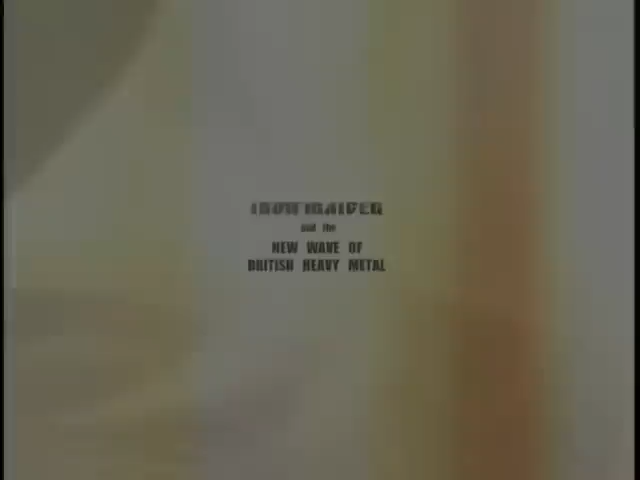 IRON MAIDEN
and the
NEW WAVE OF
BRITISH HEAVY METAL